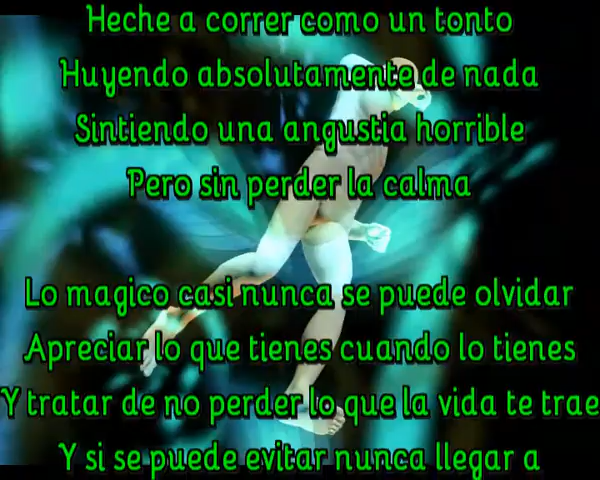 Heche a correr como un tonto
Huyendo absolutamente de nada
Sintiendo una angustia horrible
Pero sin perder la calma
Lo magico casi nunca se puede olvidar
Apreciar lo que tienes cuando lo tienes
Y tratar de no perder lo que la vida te trae
Y si se puede evitar nunca llegar a